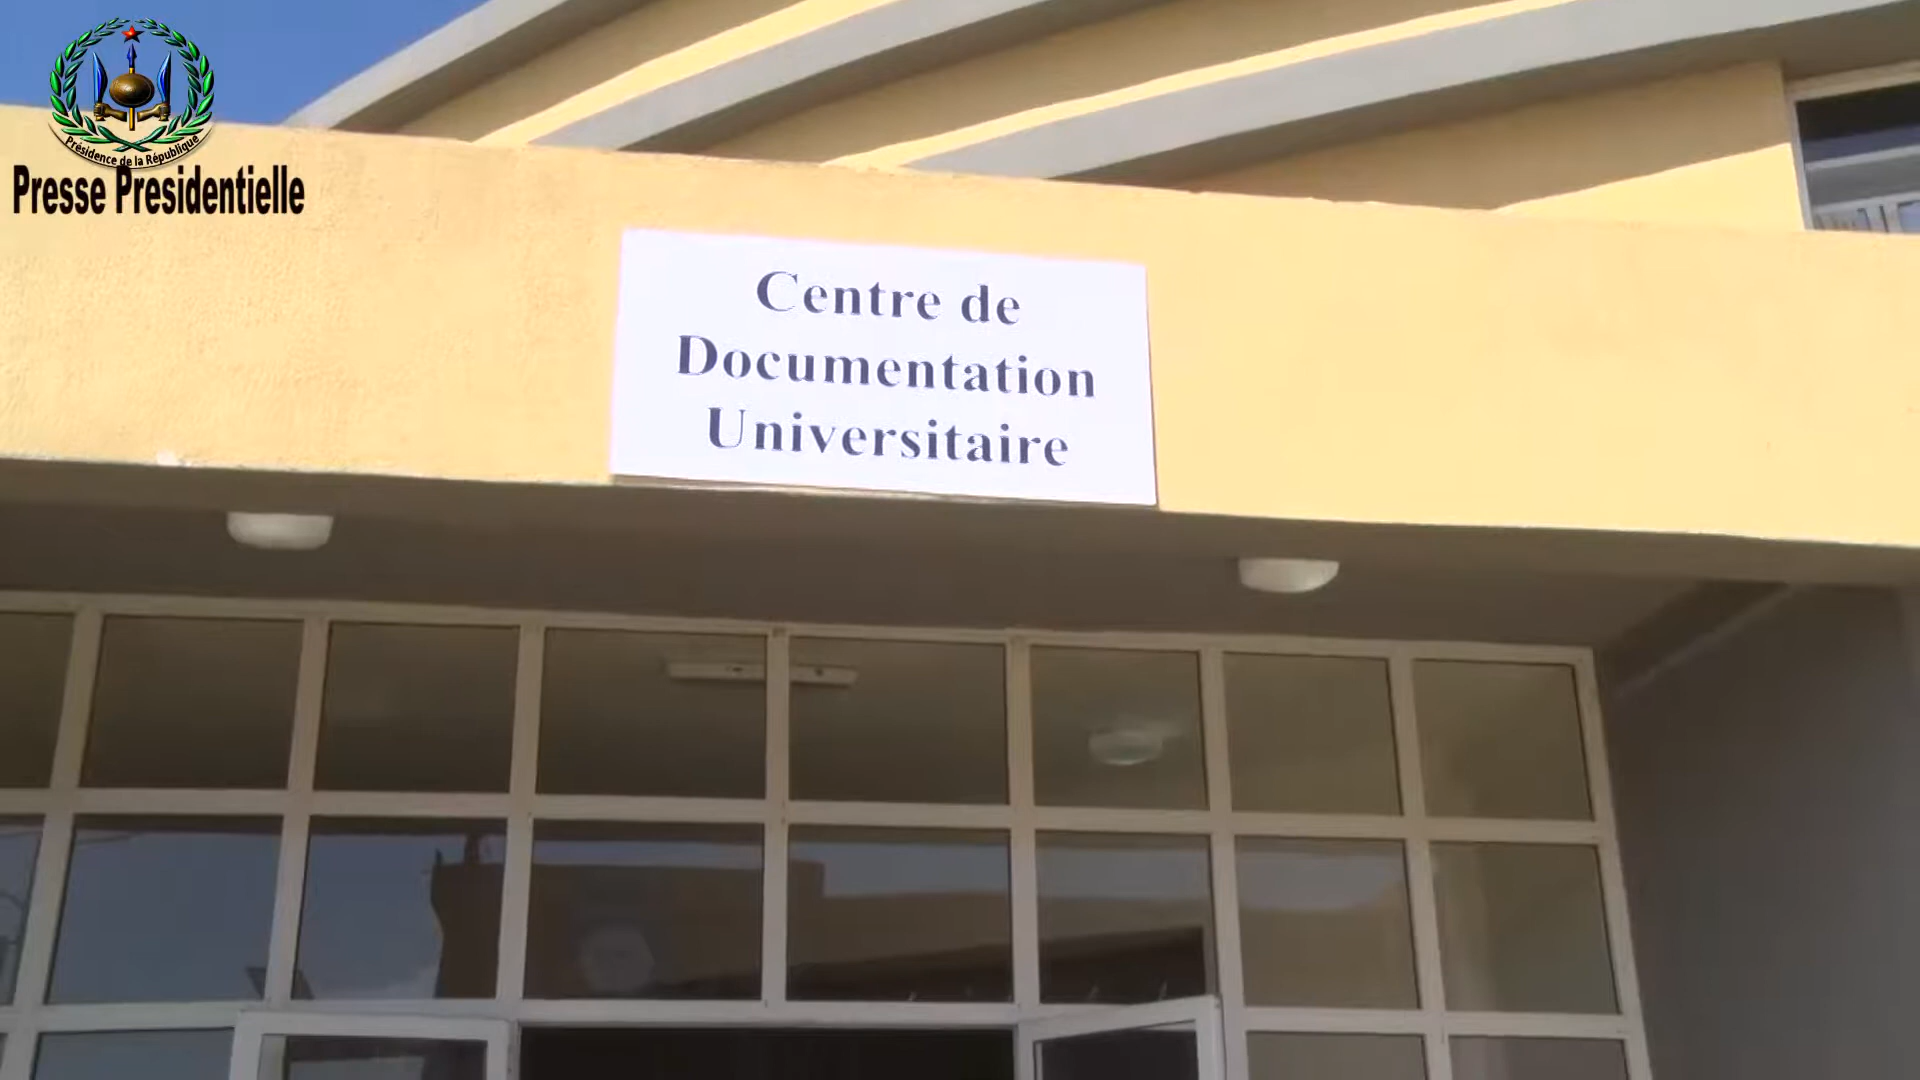 Présidence de la République
Presse Presidentielle
Centre de
Documentation
Universitaire